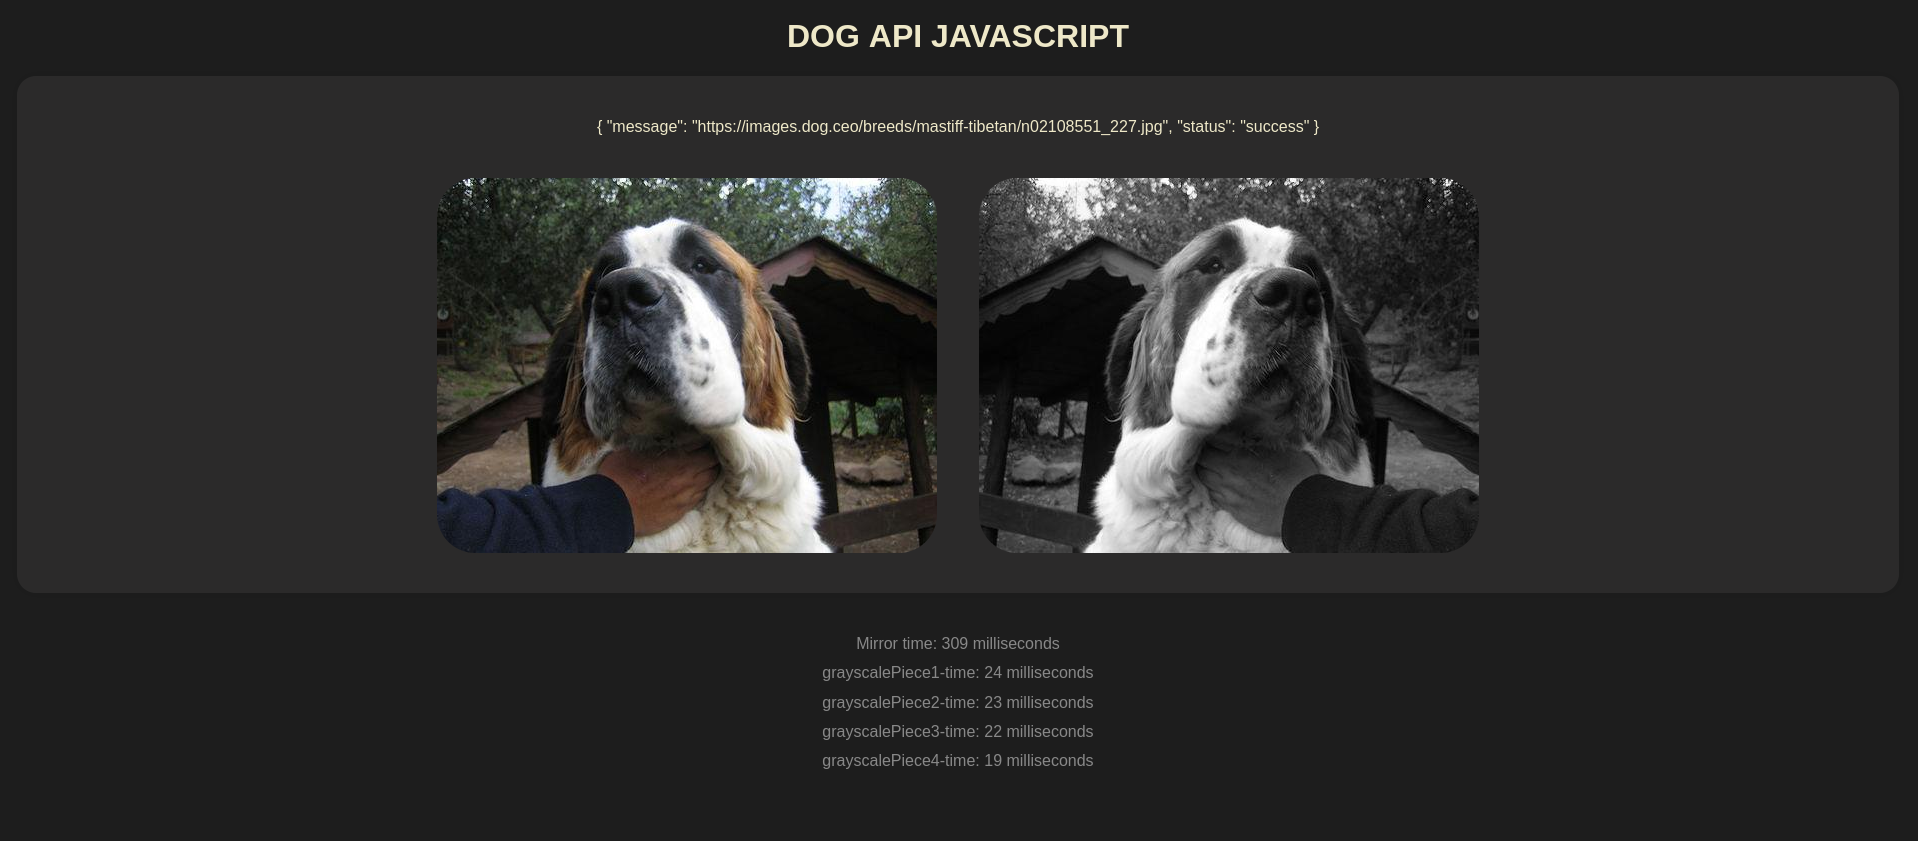 DOG API JAVASCRIPT
{ "message": "https://images.dog.ceo/breeds/mastiff-tibetan/n02108551_227.jpg", "status": "success" }
Mirror time: 309 milliseconds
grayscalePiece1-time: 24 milliseconds
grayscalePiece2-time: 23 milliseconds
grayscalePiece3-time: 22 milliseconds
grayscalePiece4-time: 19 milliseconds